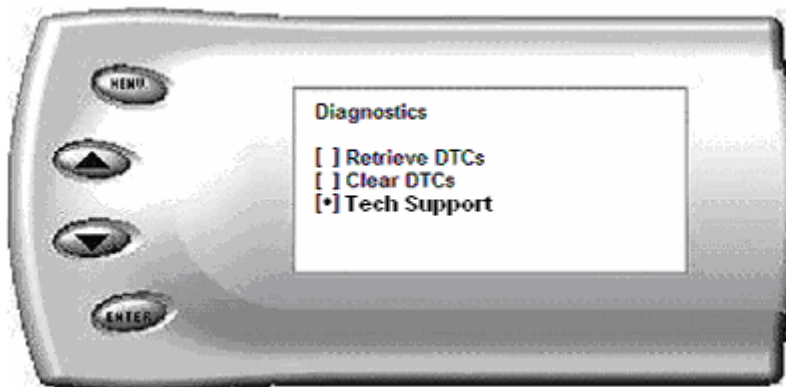 MENU
Diagnostics
[ ] Retrieve DTCs
[ ] Clear DTCs
[•] Tech Support
ENTER